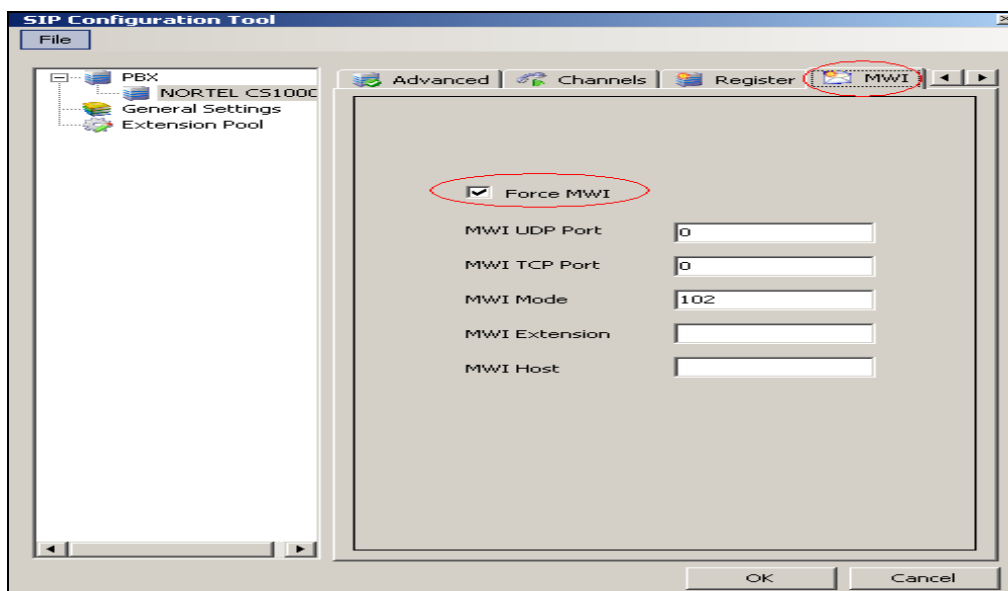 SIP Configuration Tool
File
PBX
NORTEL CS1000
General Settings
Extension Pool
Advanced
Channels
Register
MWI
Force MWI
MWI UDP Port
0
MWI TCP Port
0
MWI Mode
102
MWI Extension
MWI Host
OK
Cancel